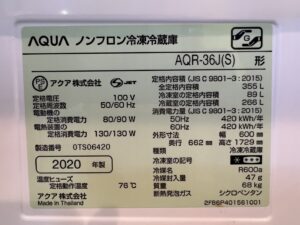 AQUA ノンフロン冷凍冷蔵庫
AQR-36J(S) 形
PS E アクア株式会社 JET
定格電圧 100 V
定格周波数 50/60 Hz
電動機の
定格消費電力 80/90 W
電熱装置の
定格消費電力 130/130 W
製造番号 0TS06420
2020 年製
温度ヒューズ
定格動作温度 76℃
アクア株式会社
Made in Thailand
定格内容積 (JIS C 9801-3:2015)
全定格内容積 355 L
冷凍室の定格内容積 89 L
冷蔵室の定格内容積 266 L
消費電力量 (JIS C 9801-3:2015)
50Hz 420 kWh/年
60Hz 420 kWh/年
外形寸法 幅 600 mm
奥行 662 mm 高さ 1729 mm
種類 冷凍冷蔵庫
冷凍室の記号
冷媒名 R600a
冷媒封入量 47 g
質量 68 kg
断熱発泡ガス シクロペンタン
2F86P401561001